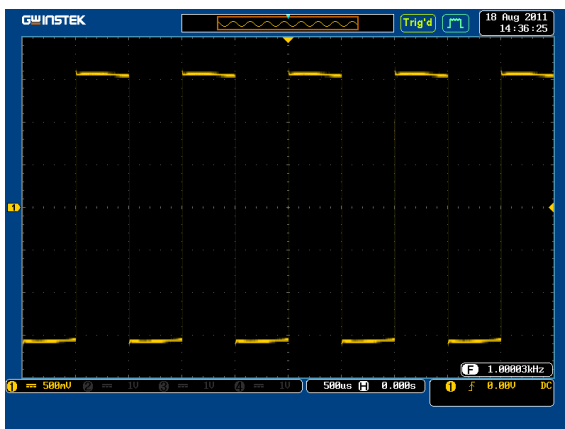 GWINSTEK
Trig'd
18 Aug 2011
14:36:25
1
F 1.00003kHz
1 500mV 2 1V 3 1V 4 1V
500us H 0.000s
1 0.00V DC